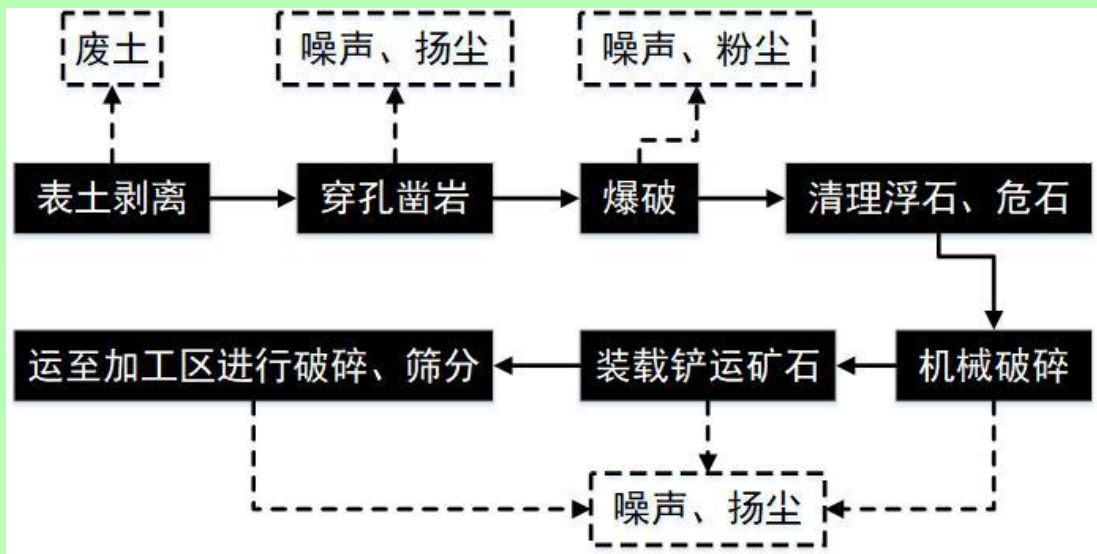 废土
噪声、扬尘
噪声、粉尘
表土剥离
穿孔凿岩
爆破
清理浮石、危石
运至加工区进行破碎、筛分
装载铲运矿石
机械破碎
噪声、扬尘